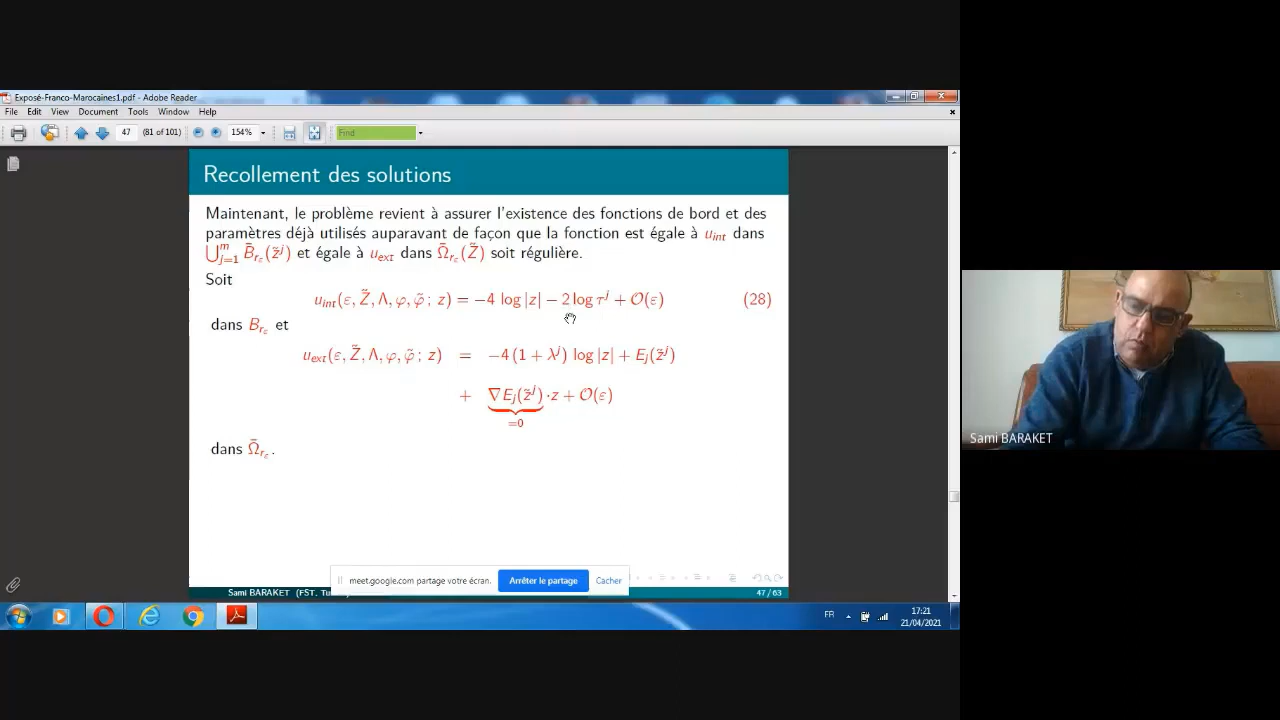 Exposé-Franco-Marocaines1.pdf - Adobe Reader
File Edit View Document Tools Window Help
47 (81 of 101) 154% Find
Recollement des solutions
Maintenant, le problème revient à assurer l'existence des fonctions de bord et des
paramètres déjà utilisés auparavant de façon que la fonction est égale à u_int dans
⋃_{j=1}^m B̄_{r_ε}(z̃^j) et égale à u_ext dans Ω̄_{r_ε}(Z̃) soit régulière.
Soit
u_int(ε, Z̃, Λ, φ, φ̃ ; z) = −4 log |z| − 2 log τ^j + O(ε) (28)
dans B_{r_ε} et
u_ext(ε, Z̃, Λ, φ, φ̃ ; z) = −4 (1 + λ^j) log |z| + E_j(z̃^j)
+ ∇E_j(z̃^j) · z + O(ε)
=0
dans Ω̄_{r_ε}.
Sami BARAKET
meet.google.com partage votre écran. Arrêter le partage Cacher
Sami BARAKET (FST, Tu 47 / 63
FR 17:21
21/04/2021